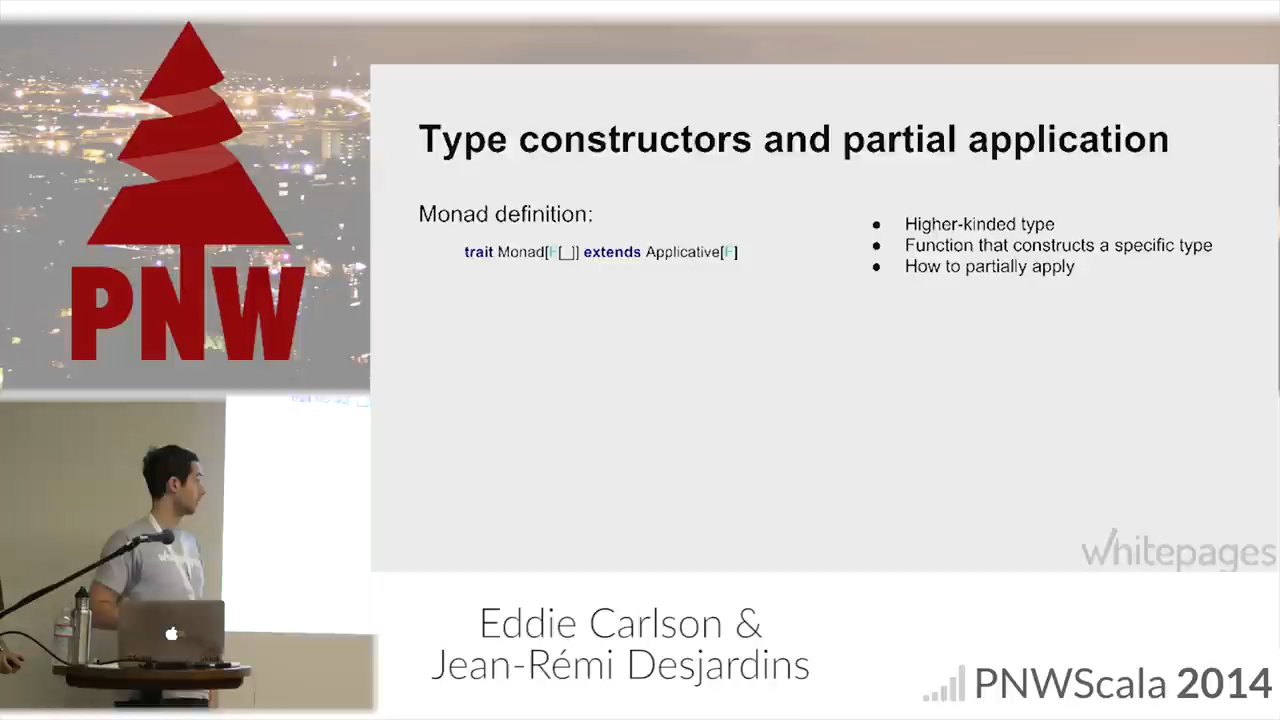 PNW
Type constructors and partial application
Monad definition:
trait Monad[F[_]] extends Applicative[F]
● Higher-kinded type
● Function that constructs a specific type
● How to partially apply
whitepages
Eddie Carlson &
Jean-Rémi Desjardins
PNWScala 2014